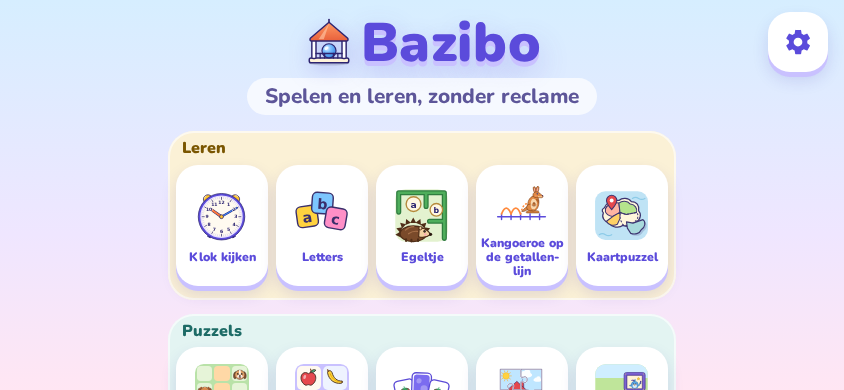 Bazibo
Spelen en leren, zonder reclame
Leren
Klok kijken
a b c
Letters
a b
Egeltje
Kangoeroe op
de getallen-
lijn
Kaartpuzzel
Puzzels